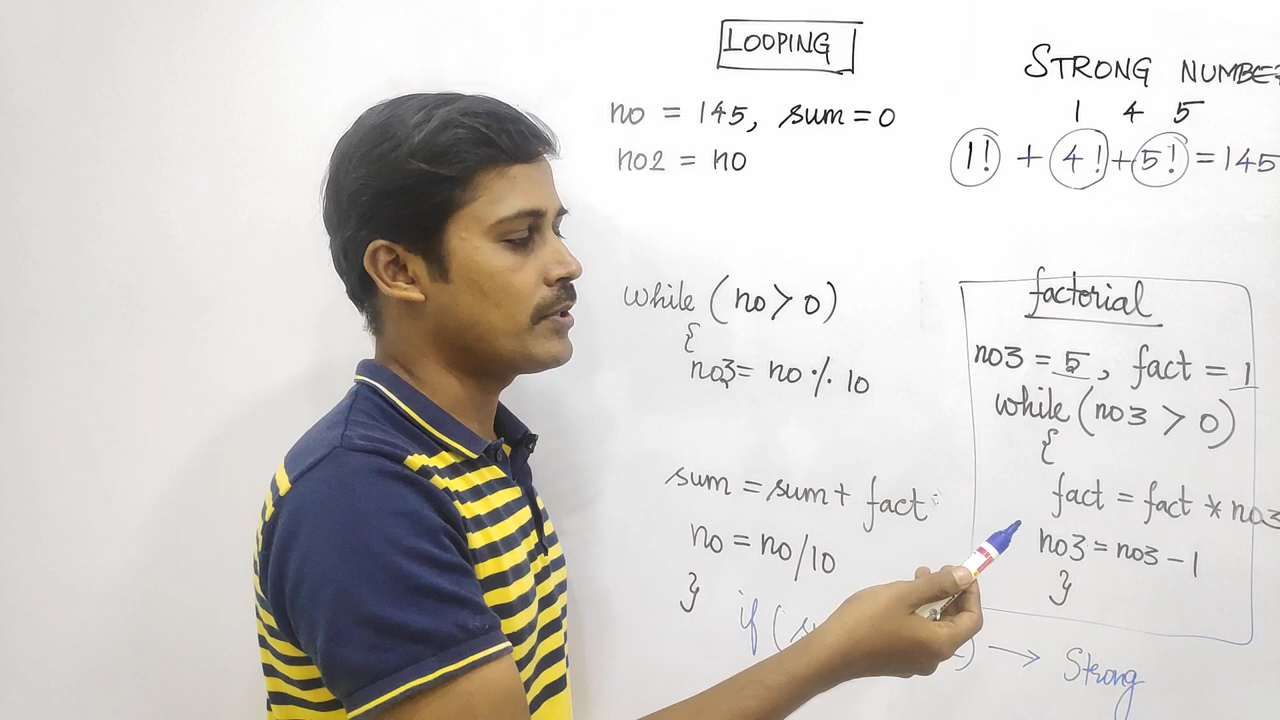 LOOPING
no = 145, sum = 0
no2 = no
while (no > 0)
{
no3 = no % 10
sum = sum + fact
no = no/10
}
if (
→ Strong
STRONG NUMBER
1 4 5
1! + 4! + 5! = 145
factorial
no3 = 5, fact = 1
while (no3 > 0)
{
fact = fact * no3
no3 = no3 - 1
}